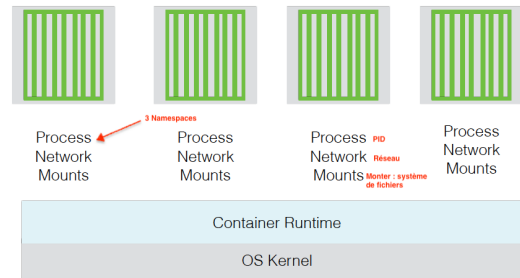 3 Namespaces
Process
Network
Mounts
Process
Network
Mounts
Process PID
Network Réseau
Mounts Monter : système
de fichiers
Process
Network
Mounts
Container Runtime
OS Kernel